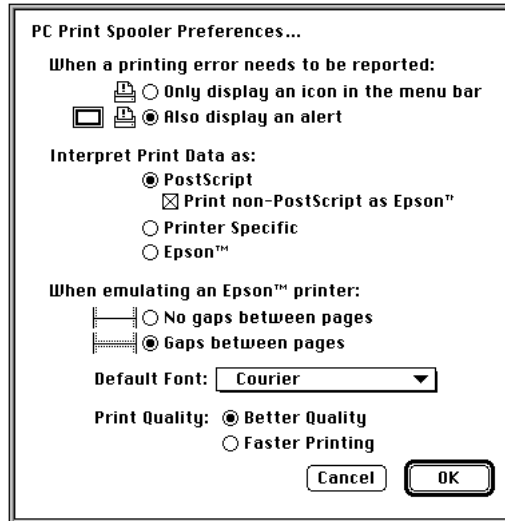 PC Print Spooler Preferences...
When a printing error needs to be reported:
Only display an icon in the menu bar
Also display an alert
Interpret Print Data as:
PostScript
Print non-PostScript as Epson™
Printer Specific
Epson™
When emulating an Epson™ printer:
No gaps between pages
Gaps between pages
Default Font: Courier
Print Quality: Better Quality
Faster Printing
Cancel OK